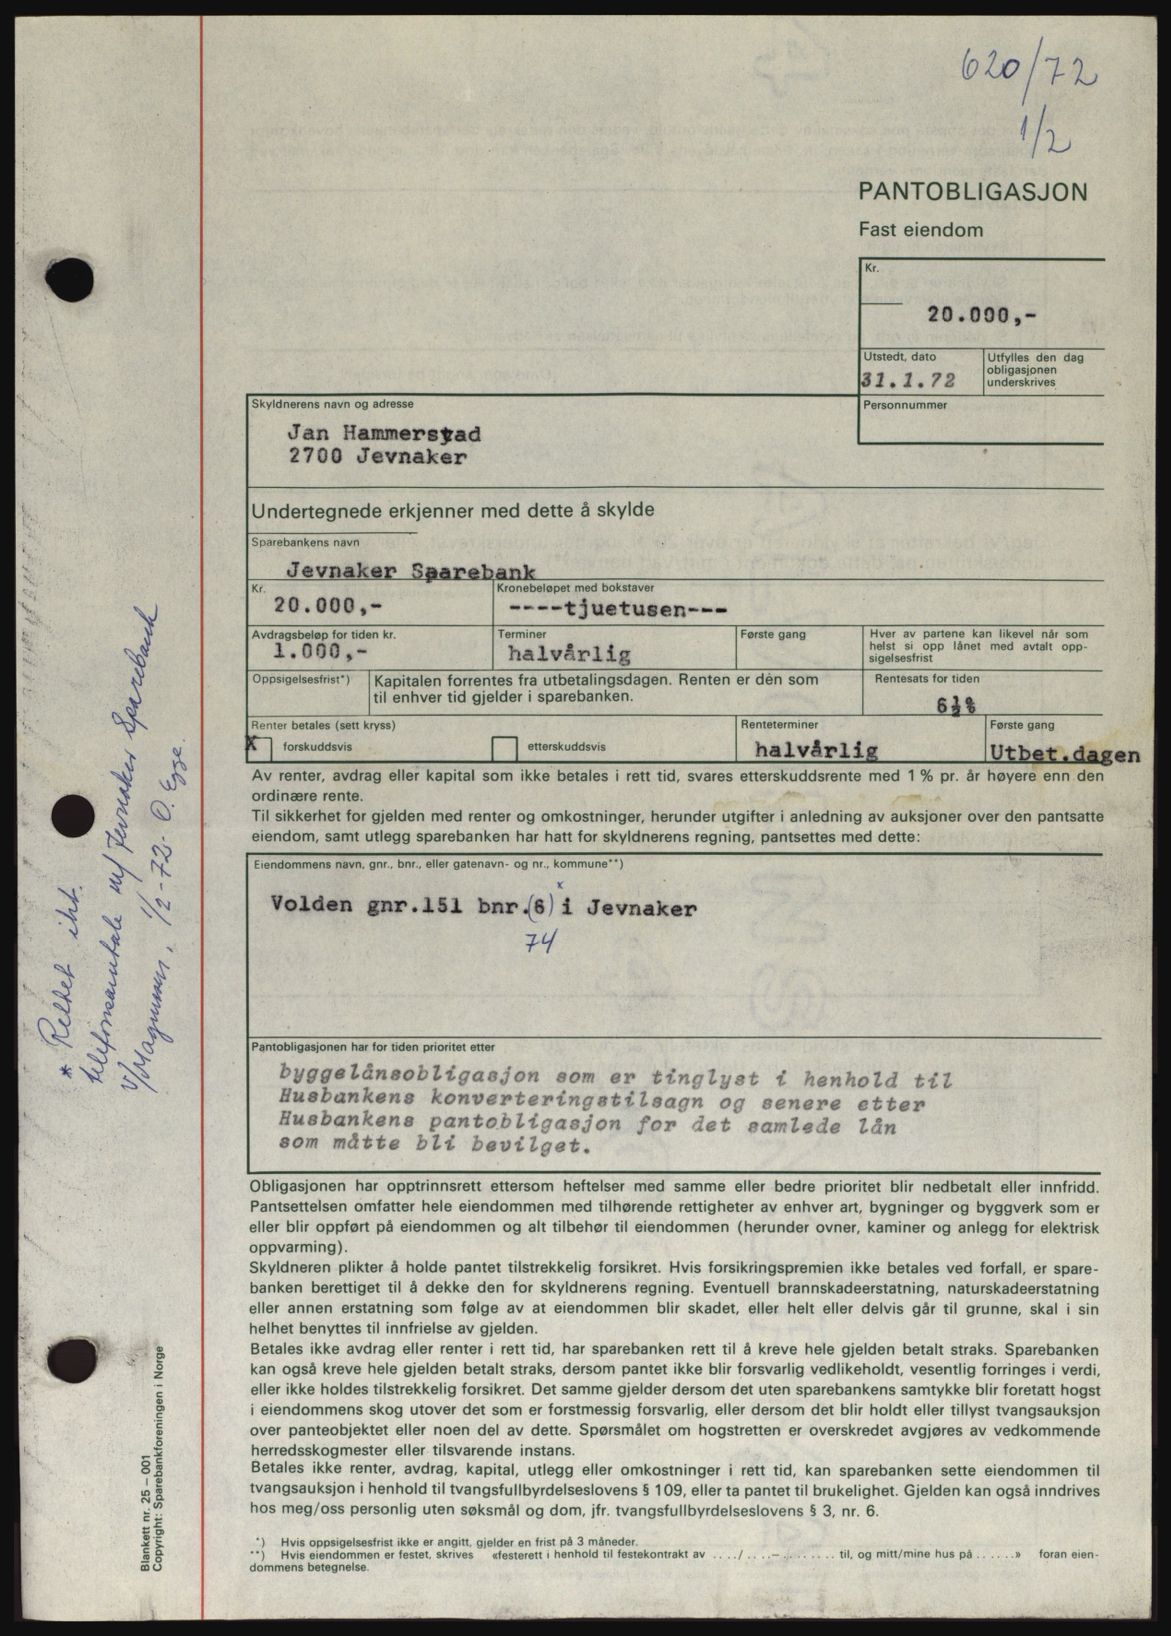 620/72
1/2
PANTOBLIGASJON
Fast eiendom
Kr.
20.000,-
Utstedt, dato
31.1.72
Utfylles den dag
obligasjonen
underskrives
Personnummer
Skyldnerens navn og adresse
Jan Hammerstad
2700 Jevnaker
Undertegnede erkjenner med dette å skylde
Sparebankens navn
Jevnaker Sparebank
Kr.
20.000,-
Kronebeløpet med bokstaver
----tjuetusen---
Avdragsbeløp for tiden kr.
1.000,-
Terminer
halvårlig
Første gang
Hver av partene kan likevel når som
helst si opp lånet med avtalt opp-
sigelsesfrist
Oppsigelsesfrist*)
Kapitalen forrentes fra utbetalingsdagen. Renten er dén som
til enhver tid gjelder i sparebanken.
Rentesats for tiden
6½%
Renter betales (sett kryss)
X forskuddsvis
etterskuddsvis
Renteterminer
halvårlig
Første gang
Utbet.dagen
Av renter, avdrag eller kapital som ikke betales i rett tid, svares etterskuddsrente med 1 % pr. år høyere enn den
ordinære rente.
Til sikkerhet for gjelden med renter og omkostninger, herunder utgifter i anledning av auksjoner over den pantsatte
eiendom, samt utlegg sparebanken har hatt for skyldnerens regning, pantsettes med dette:
Eiendommens navn, gnr., bnr., eller gatenavn- og nr., kommune**)
Volden gnr.151 bnr.(6)* i Jevnaker
74
Pantobligasjonen har for tiden prioritet etter
byggelånsobligasjon som er tinglyst i henhold til
Husbankens konverteringstilsagn og senere etter
Husbankens pantobligasjon for det samlede lån
som måtte bli bevilget.
Obligasjonen har opptrinnsrett ettersom heftelser med samme eller bedre prioritet blir nedbetalt eller innfridd.
Pantsettelsen omfatter hele eiendommen med tilhørende rettigheter av enhver art, bygninger og byggverk som er
eller blir oppført på eiendommen og alt tilbehør til eiendommen (herunder ovner, kaminer og anlegg for elektrisk
oppvarming).
Skyldneren plikter å holde pantet tilstrekkelig forsikret. Hvis forsikringspremien ikke betales ved forfall, er spare-
banken berettiget til å dekke den for skyldnerens regning. Eventuell brannskadeerstatning, naturskadeerstatning
eller annen erstatning som følge av at eiendommen blir skadet, eller helt eller delvis går til grunne, skal i sin
helhet benyttes til innfrielse av gjelden.
Betales ikke avdrag eller renter i rett tid, har sparebanken rett til å kreve hele gjelden betalt straks. Sparebanken
kan også kreve hele gjelden betalt straks, dersom pantet ikke blir forsvarlig vedlikeholdt, vesentlig forringes i verdi,
eller ikke holdes tilstrekkelig forsikret. Det samme gjelder dersom det uten sparebankens samtykke blir foretatt hogst
i eiendommens skog utover det som er forstmessig forsvarlig, eller dersom det blir holdt eller tillyst tvangsauksjon
over panteobjektet eller noen del av dette. Spørsmålet om hogstretten er overskredet avgjøres av vedkommende
herredsskogmester eller tilsvarende instans.
Betales ikke renter, avdrag, kapital, utlegg eller omkostninger i rett tid, kan sparebanken sette eiendommen til
tvangsauksjon i henhold til tvangsfullbyrdelseslovens § 109, eller ta pantet til brukelighet. Gjelden kan også inndrives
hos meg/oss personlig uten søksmål og dom, jfr. tvangsfullbyrdelseslovens § 3, nr. 6.
*) Hvis oppsigelsesfrist ikke er angitt, gjelder en frist på 3 måneder.
**) Hvis eiendommen er festet, skrives «festerett i henhold til festekontrakt av ..../....–........ til, og mitt/mine hus på ......» foran eien-
dommens betegnelse.
* Rettet iht.
telefonsamtale m/ Jevnaker Sparebank
v/Magnussen, 1/2-72. O. Egge.
Blankett nr. 25 – 001
Copyright: Sparebankforeningen i Norge